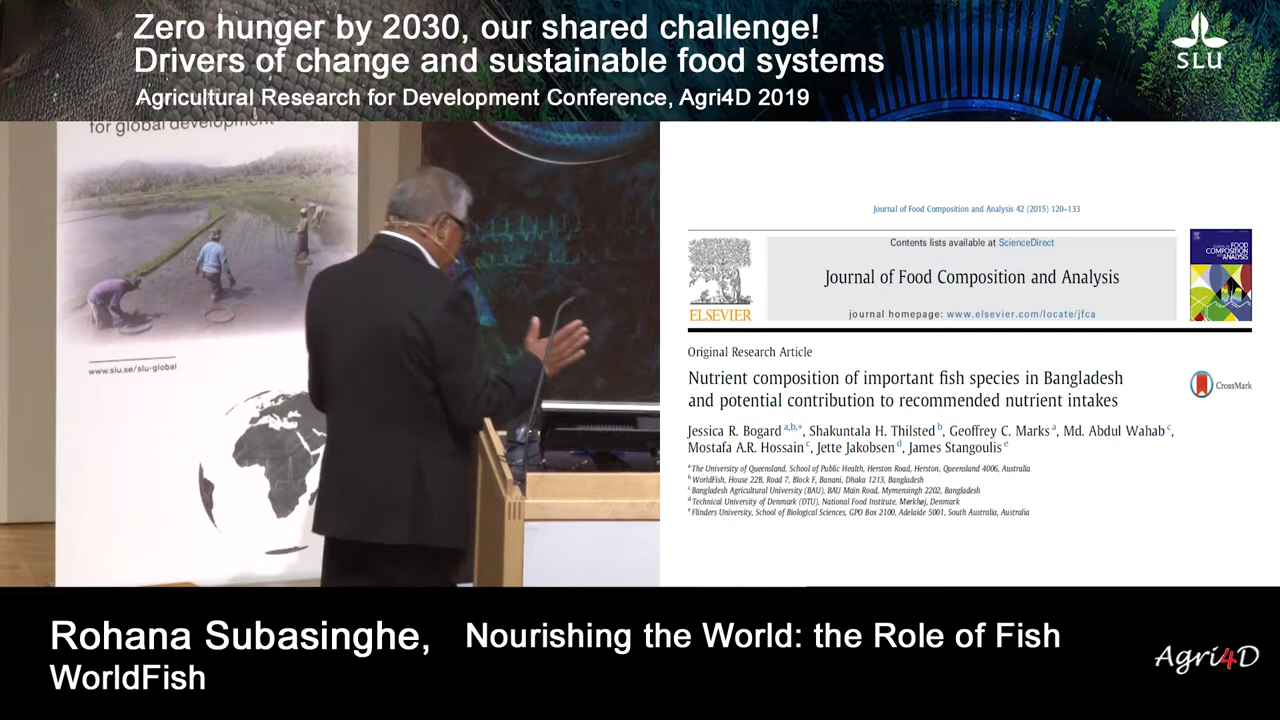 Zero hunger by 2030, our shared challenge!
Drivers of change and sustainable food systems
Agricultural Research for Development Conference, Agri4D 2019
SLU
for global development
www.slu.se/slu-global
Journal of Food Composition and Analysis 42 (2015) 120–133
Contents lists available at ScienceDirect
Journal of Food Composition and Analysis
journal homepage: www.elsevier.com/locate/jfca
ELSEVIER
JOURNAL OF FOOD
COMPOSITION
AND ANALYSIS
Original Research Article
Nutrient composition of important fish species in Bangladesh
and potential contribution to recommended nutrient intakes
CrossMark
Jessica R. Bogard a,b,*, Shakuntala H. Thilsted b, Geoffrey C. Marks a, Md. Abdul Wahab c,
Mostafa A.R. Hossain c, Jette Jakobsen d, James Stangoulis e
a The University of Queensland, School of Public Health, Herston Road, Herston, Queensland 4006, Australia
b WorldFish, House 22B, Road 7, Block F, Banani, Dhaka 1213, Bangladesh
c Bangladesh Agricultural University (BAU), BAU Main Road, Mymensingh 2202, Bangladesh
d Technical University of Denmark (DTU), National Food Institute, Mørkhøj, Denmark
e Flinders University, School of Biological Sciences, GPO Box 2100, Adelaide 5001, South Australia, Australia
Rohana Subasinghe,
WorldFish
Nourishing the World: the Role of Fish
Agri4D